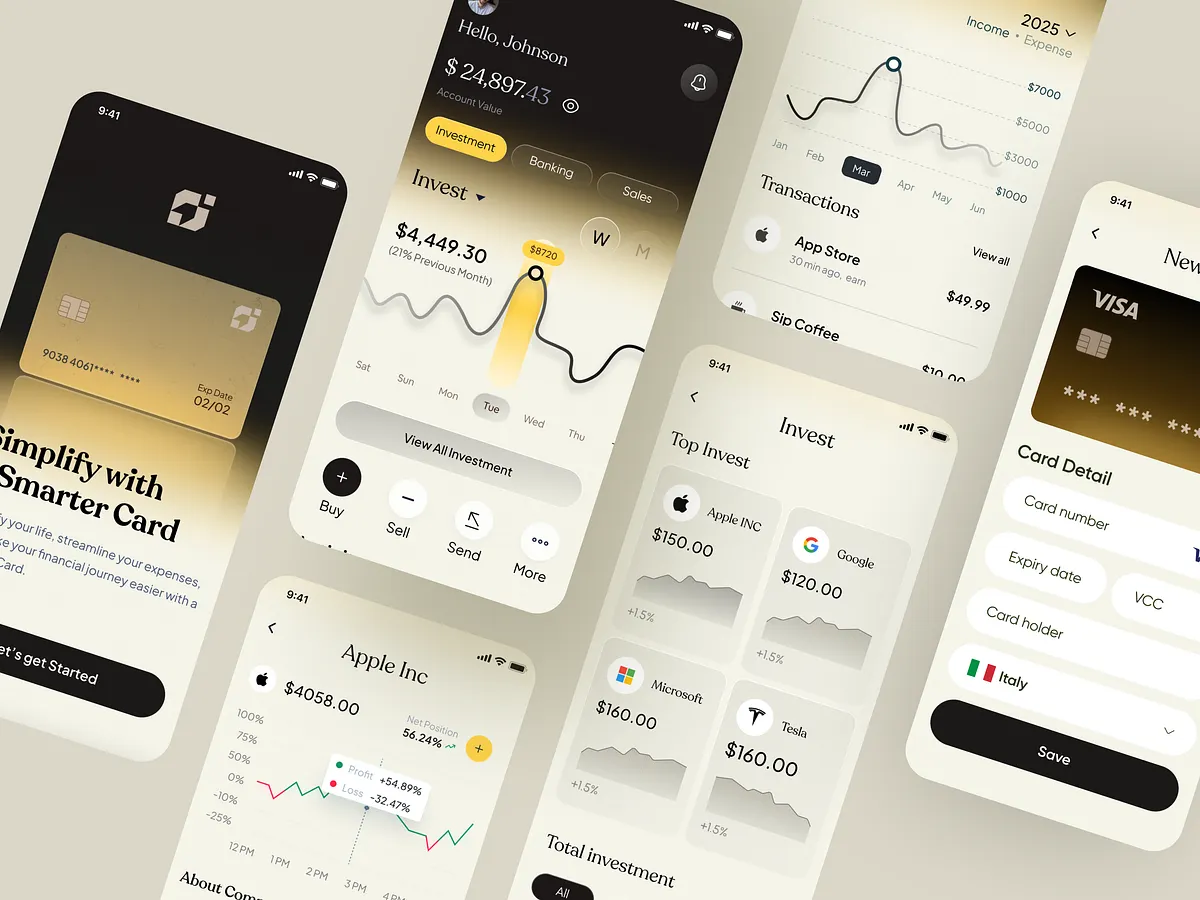 9:41
9038 4061**** ****
Exp Date
02/02
Simplify with
Smarter Card
your life, streamline your expenses,
your financial journey easier with a
Card.
Let's get Started
Hello, Johnson
$ 24,897.43
Account Value
Investment
Banking
Sales
Invest
$4,449.30
(21% Previous Month)
W
M
$8720
Sat
Sun
Mon
Tue
Wed
Thu
View All Investment
Buy
Sell
Send
More
2025
Income • Expense
$7000
$5000
$3000
$1000
Jan
Feb
Mar
Apr
May
Jun
Transactions
View all
App Store
30 min ago, earn
$49.99
Sip Coffee
$10.00
9:41
Apple Inc
$4058.00
Net Position
56.24%
100%
75%
50%
0%
-10%
-25%
Profit +54.89%
Loss -32.47%
12 PM
1 PM
2 PM
3 PM
4 PM
9:41
Invest
Top Invest
Apple INC
$150.00
+1.5%
Google
$120.00
+1.5%
Microsoft
$160.00
+1.5%
Tesla
$160.00
+1.5%
Total investment
All
9:41
New
VISA
*** *** ***
Card Detail
Card number
Expiry date
VCC
Card holder
Italy
Save